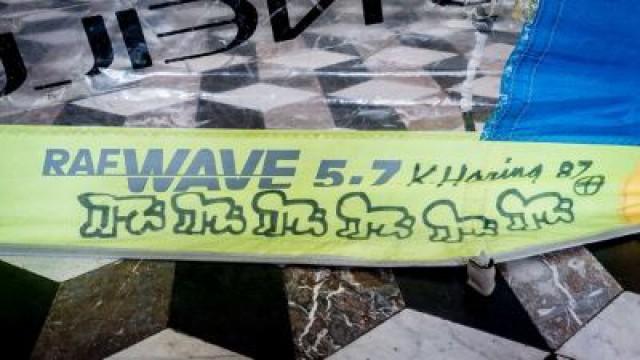 RAF WAVE 5.7 K. Haring 87